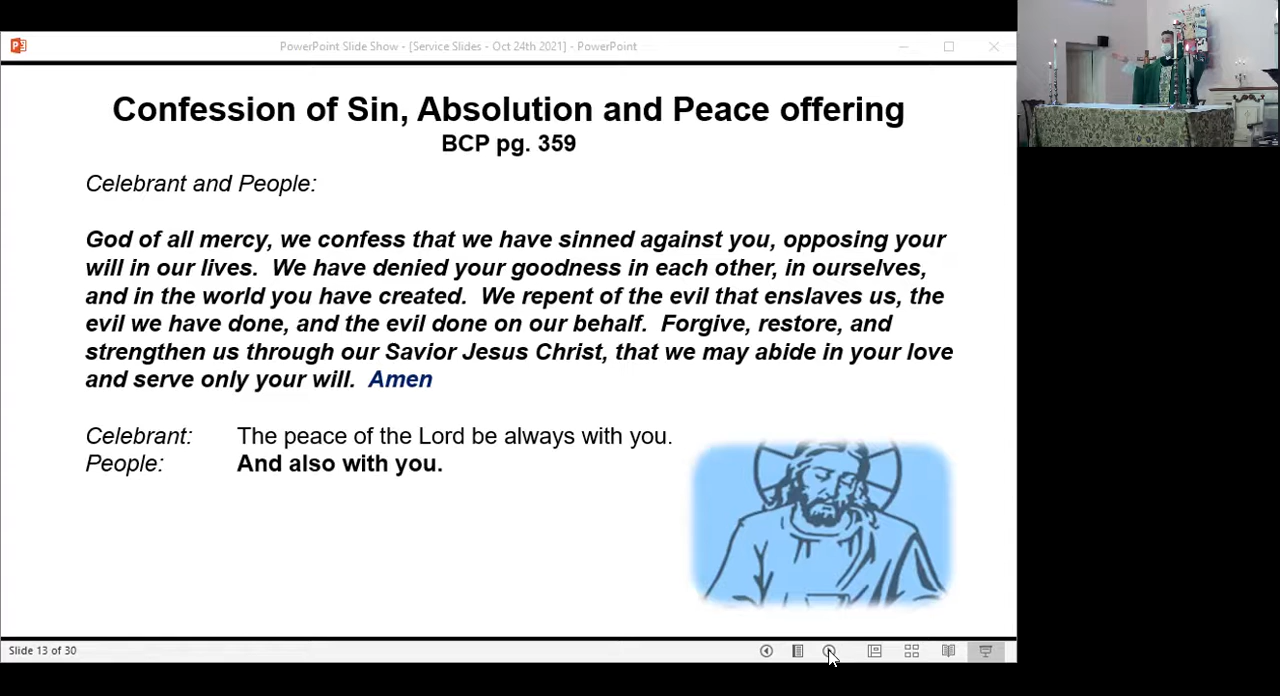 PowerPoint Slide Show - [Service Slides - Oct 24th 2021] - PowerPoint
Confession of Sin, Absolution and Peace offering
BCP pg. 359
Celebrant and People:
God of all mercy, we confess that we have sinned against you, opposing your
will in our lives.  We have denied your goodness in each other, in ourselves,
and in the world you have created.  We repent of the evil that enslaves us, the
evil we have done, and the evil done on our behalf.  Forgive, restore, and
strengthen us through our Savior Jesus Christ, that we may abide in your love
and serve only your will.  Amen
Celebrant: The peace of the Lord be always with you.
People: And also with you.
Slide 13 of 30